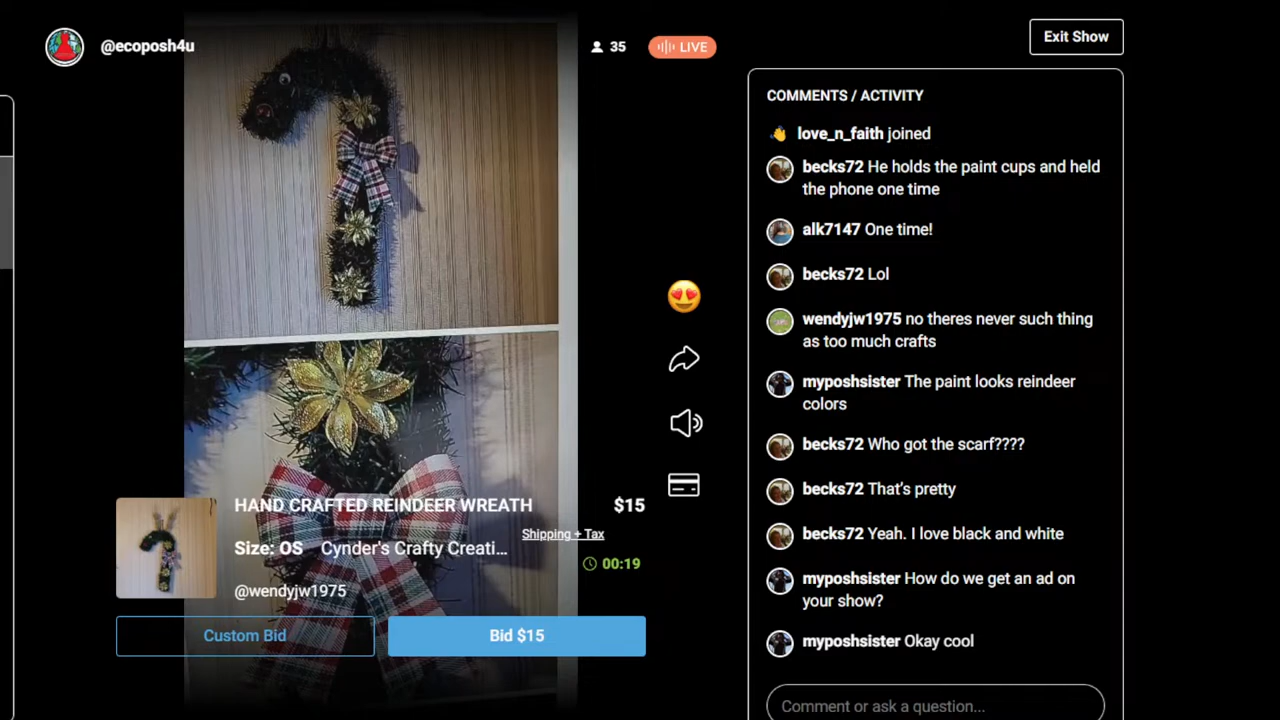 @ecoposh4u
35
LIVE
Exit Show
HAND CRAFTED REINDEER WREATH
$15
Shipping + Tax
Size: OS Cynder's Crafty Creati...
00:19
@wendyjw1975
Custom Bid
Bid $15
COMMENTS / ACTIVITY
love_n_faith joined
becks72 He holds the paint cups and held
the phone one time
alk7147 One time!
becks72 Lol
wendyjw1975 no theres never such thing
as too much crafts
myposhsister The paint looks reindeer
colors
becks72 Who got the scarf????
becks72 That's pretty
becks72 Yeah. I love black and white
myposhsister How do we get an ad on
your show?
myposhsister Okay cool
Comment or ask a question...